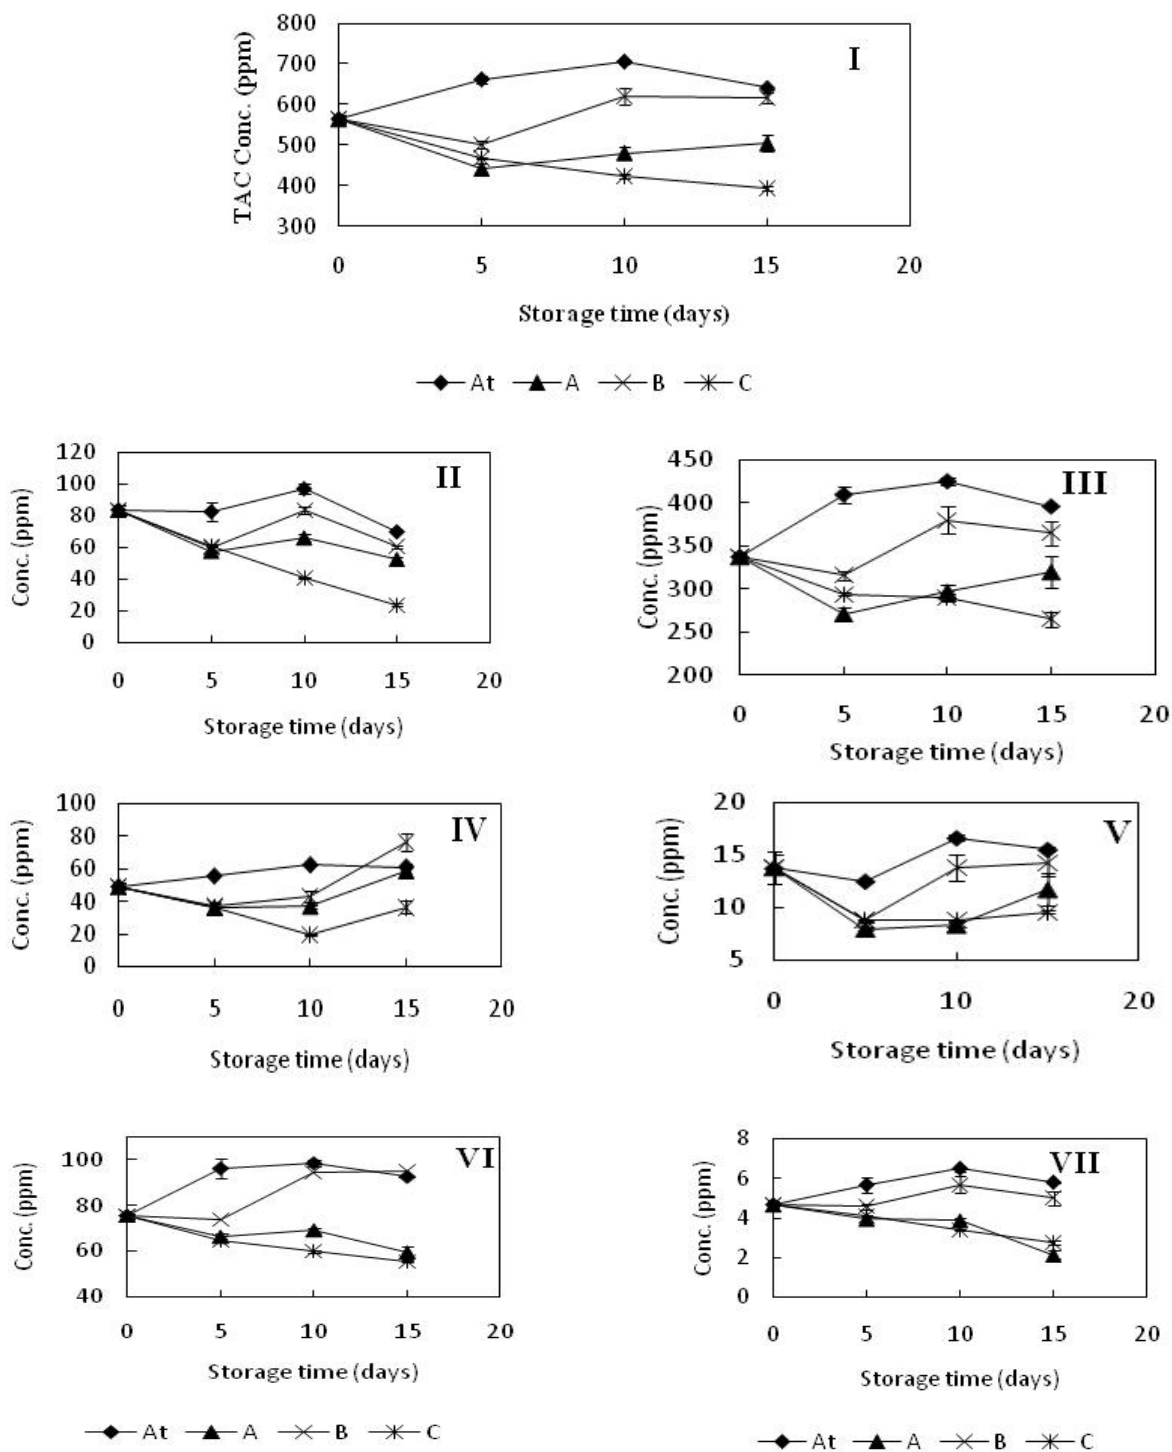 I
TAC Conc. (ppm)
800
700
600
500
400
300
0 5 10 15 20
Storage time (days)
At A B C
II
Conc. (ppm)
120
100
80
60
40
20
0
0 5 10 15 20
Storage time (days)
III
Conc. (ppm)
450
400
350
300
250
200
0 5 10 15 20
Storage time (days)
IV
Conc. (ppm)
100
80
60
40
20
0
0 5 10 15 20
Storage time (days)
V
Conc. (ppm)
20
15
10
5
0 10 20
Storage time (days)
VI
Conc. (ppm)
100
80
60
40
0 5 10 15 20
Storage time (days)
At A B C
VII
Conc. (ppm)
8
6
4
2
0
0 5 10 15 20
Storage time (days)
At A B C